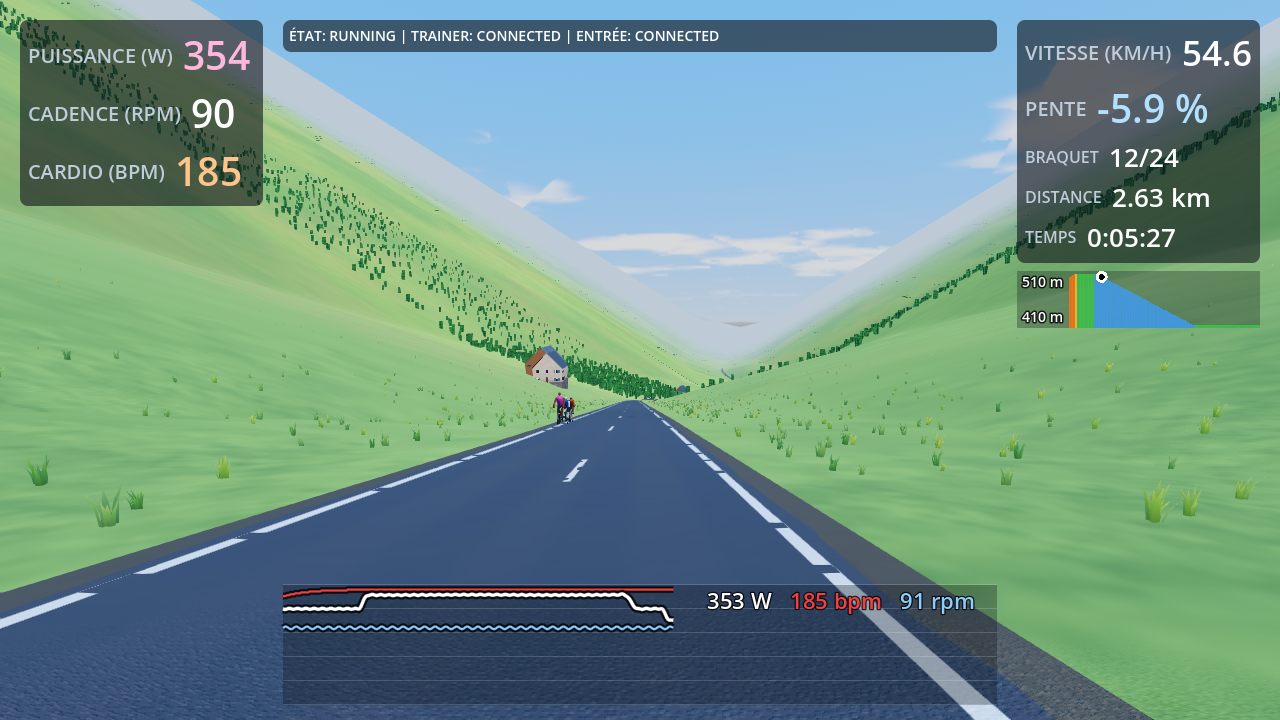 PUISSANCE (W) 354
CADENCE (RPM) 90
CARDIO (BPM) 185
ÉTAT: RUNNING | TRAINER: CONNECTED | ENTRÉE: CONNECTED
VITESSE (KM/H) 54.6
PENTE -5.9 %
BRAQUET 12/24
DISTANCE 2.63 km
TEMPS 0:05:27
510 m
410 m
353 W 185 bpm 91 rpm